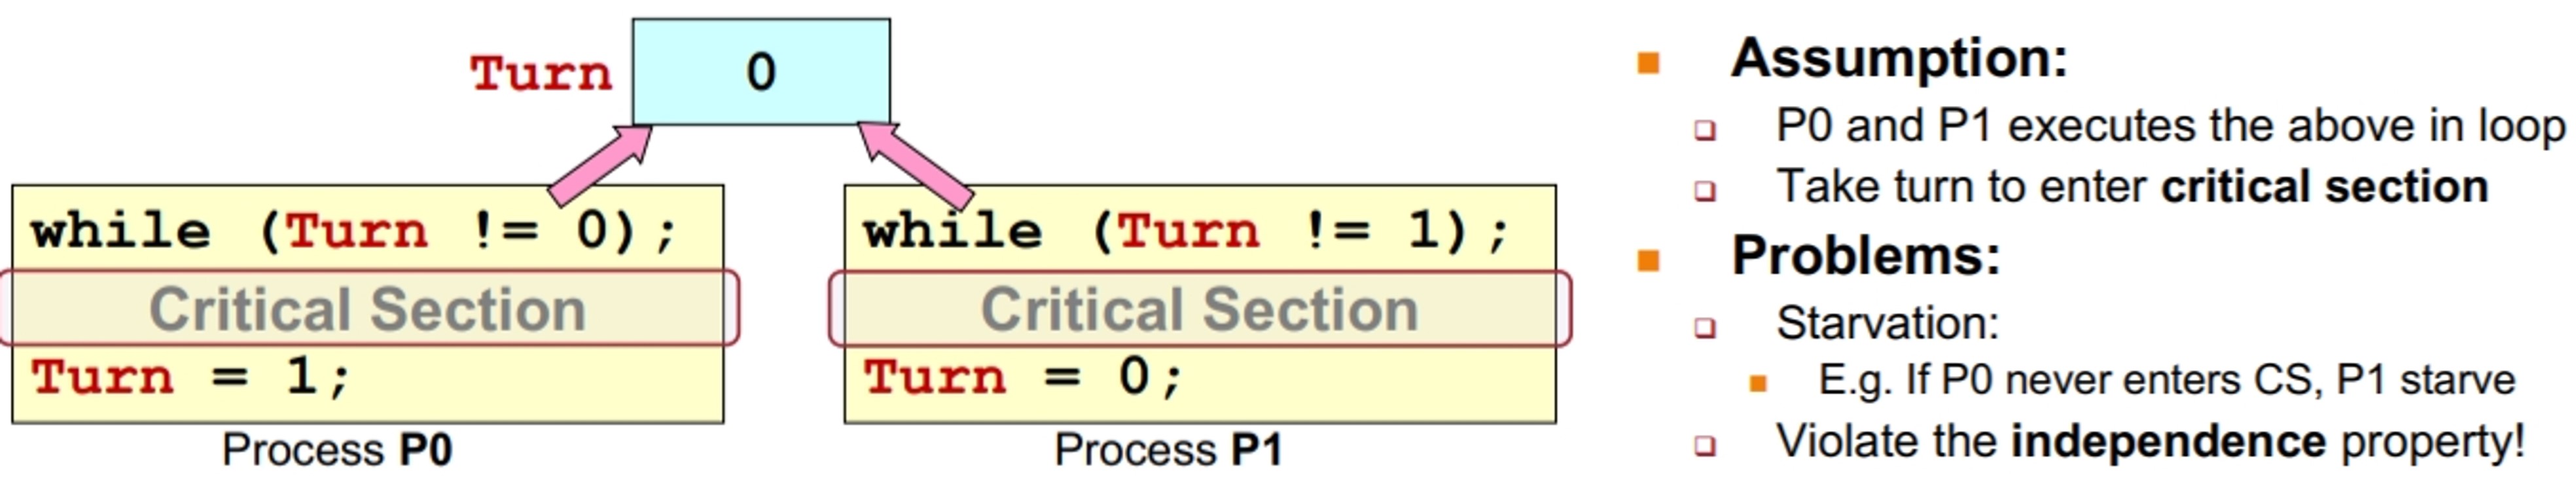 Turn 0
while (Turn != 0);
Critical Section
Turn = 1;
Process P0
while (Turn != 1);
Critical Section
Turn = 0;
Process P1
Assumption:
P0 and P1 executes the above in loop
Take turn to enter critical section
Problems:
Starvation:
E.g. If P0 never enters CS, P1 starve
Violate the independence property!